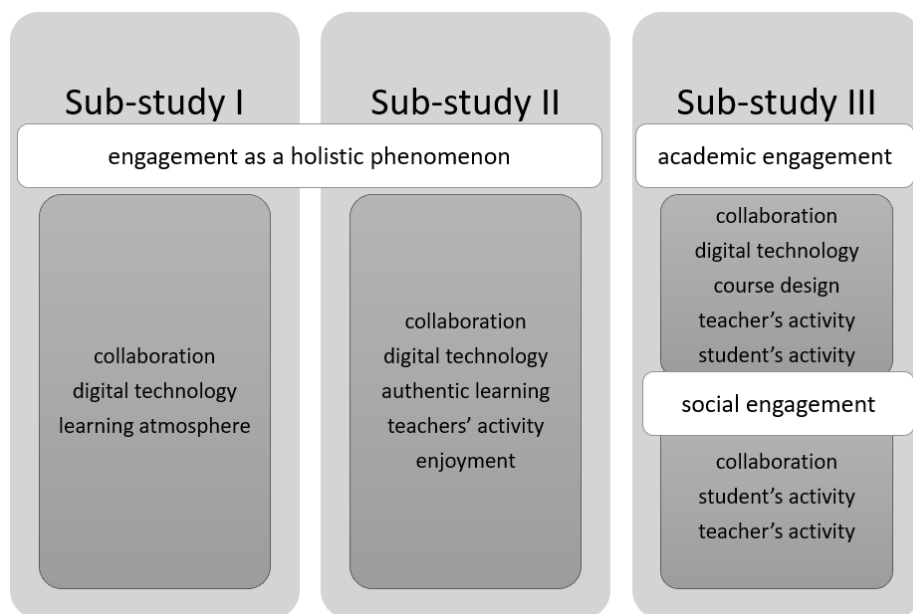 Sub-study I
Sub-study II
Sub-study III
engagement as a holistic phenomenon
academic engagement
collaboration
digital technology
learning atmosphere
collaboration
digital technology
authentic learning
teachers’ activity
enjoyment
collaboration
digital technology
course design
teacher’s activity
student’s activity
social engagement
collaboration
student’s activity
teacher’s activity